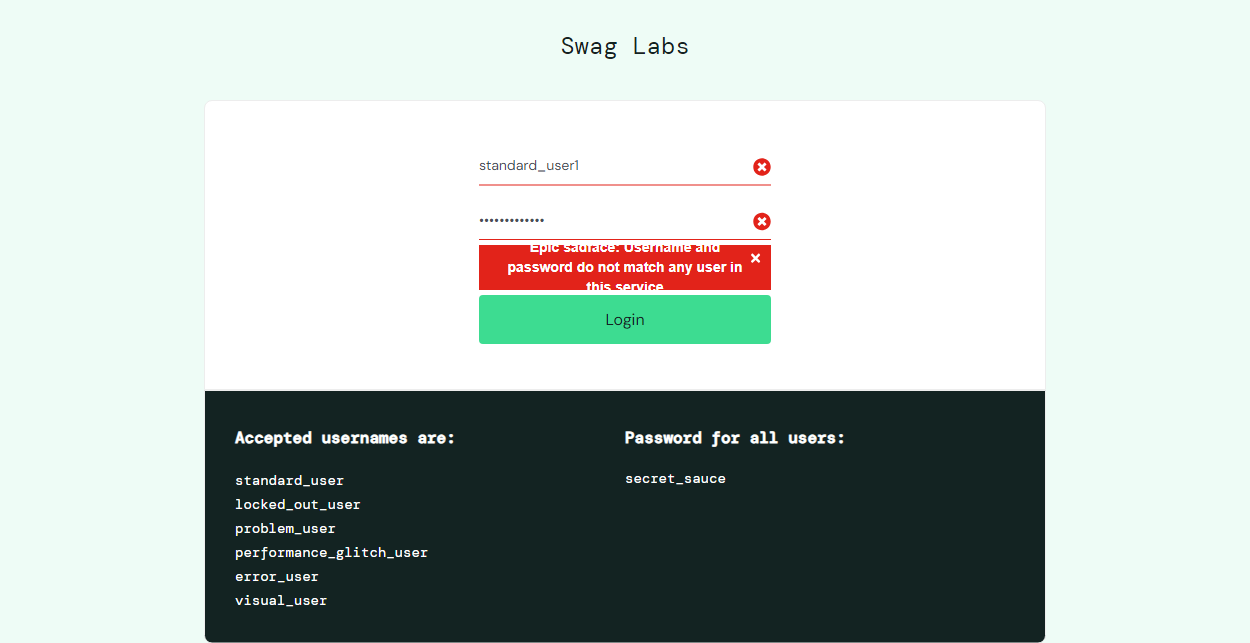 Swag Labs
standard_user1
•••••••••••••
Epic sadface: Username and
password do not match any user in
this service
Login
Accepted usernames are:
standard_user
locked_out_user
problem_user
performance_glitch_user
error_user
visual_user
Password for all users:
secret_sauce